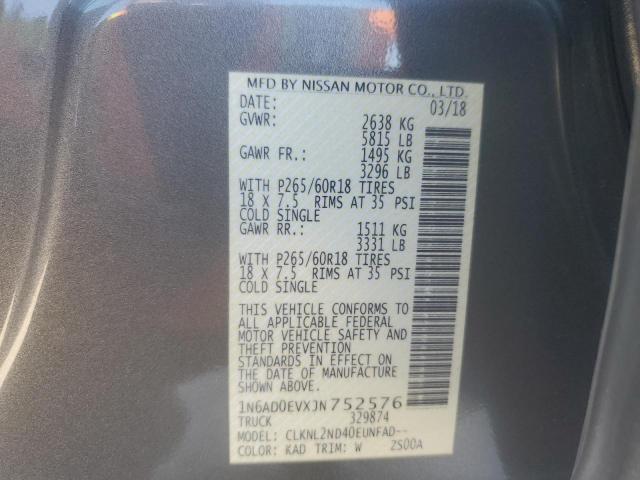 MFD BY NISSAN MOTOR CO., LTD.
DATE: 03/18
GVWR: 2638 KG
5815 LB
GAWR FR.: 1495 KG
3296 LB
WITH P265/60R18 TIRES
18 X 7.5 RIMS AT 35 PSI
COLD SINGLE
GAWR RR.: 1511 KG
3331 LB
WITH P265/60R18 TIRES
18 X 7.5 RIMS AT 35 PSI
COLD SINGLE
THIS VEHICLE CONFORMS TO
ALL APPLICABLE FEDERAL
MOTOR VEHICLE SAFETY AND
THEFT PREVENTION
STANDARDS IN EFFECT ON
THE DATE OF MANUFACTURE
SHOWN ABOVE.
1N6AD0EVXJN752576
TRUCK 329874
MODEL: CLKNL2ND40EUNFAD--
COLOR: KAD TRIM: W 2S00A